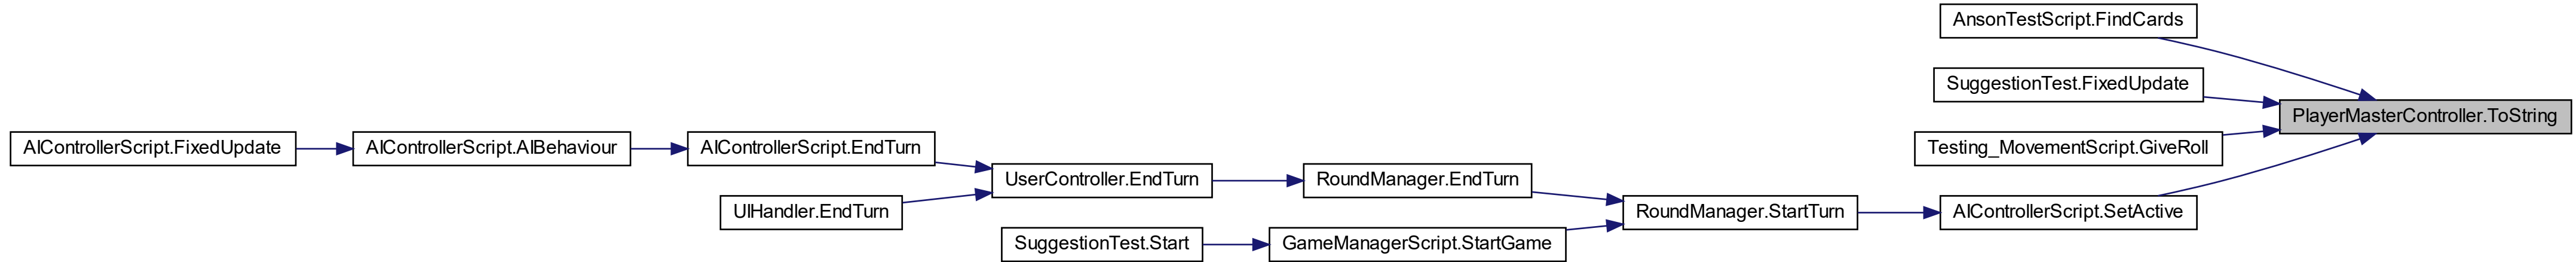 AnsonTestScript.FindCards
SuggestionTest.FixedUpdate
PlayerMasterController.ToString
AIControllerScript.FixedUpdate
AIControllerScript.AIBehaviour
AIControllerScript.EndTurn
Testing_MovementScript.GiveRoll
UserController.EndTurn
RoundManager.EndTurn
UIHandler.EndTurn
RoundManager.StartTurn
AIControllerScript.SetActive
SuggestionTest.Start
GameManagerScript.StartGame